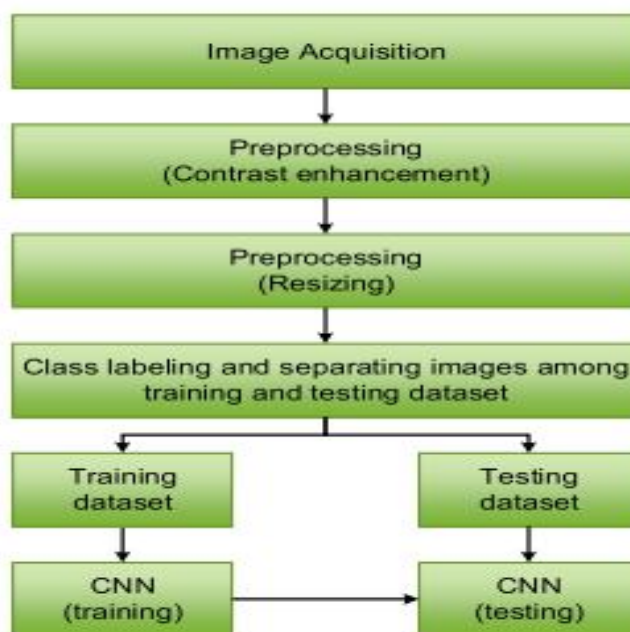 Image Acquisition
Preprocessing
(Contrast enhancement)
Preprocessing
(Resizing)
Class labeling and separating images among
training and testing dataset
Training
dataset
Testing
dataset
CNN
(training)
CNN
(testing)